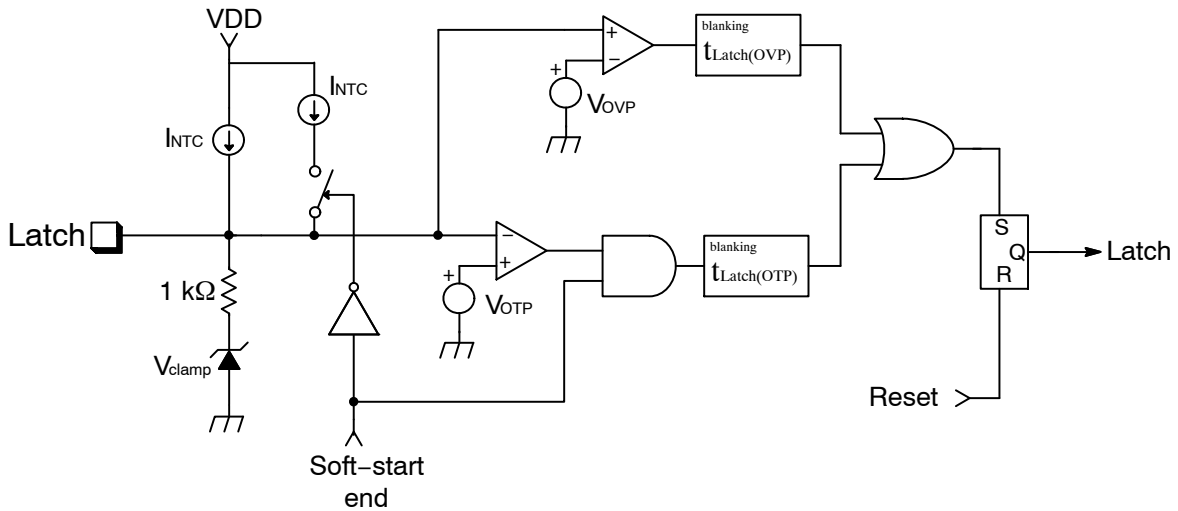 VDD
INTC
INTC
Latch
1 kΩ
Vclamp
Soft−start
end
+
−
+
VOVP
blanking
tLatch(OVP)
−
+
+
VOTP
blanking
tLatch(OTP)
S
Q
R
Latch
Reset